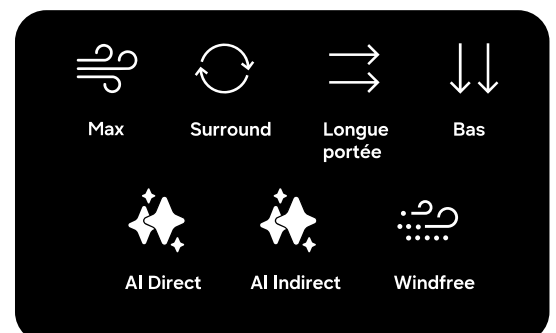 Max
Surround
Longue
portée
Bas
AI Direct
AI Indirect
Windfree